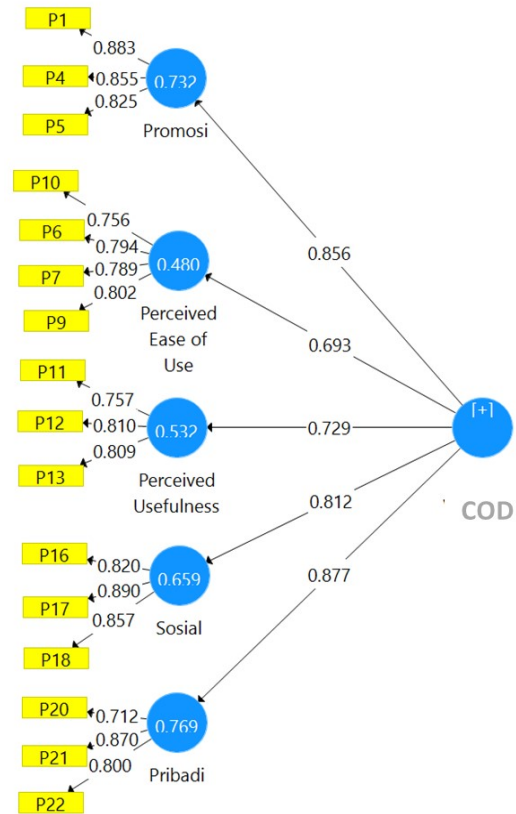 P1
0.883
P4
0.855
0.732
0.825
P5
Promosi
P10
0.756
P6
0.794
0.480
P7
0.789
0.802
P9
Perceived
Ease of
Use
P11
0.757
P12
0.810
0.532
0.809
P13
Perceived
Usefulness
P16
0.820
0.659
0.890
P17
0.857
Sosial
P18
P20
0.712
0.769
0.870
P21
0.800
Pribadi
P22
0.856
0.693
0.729
0.812
0.877
[+]
COD